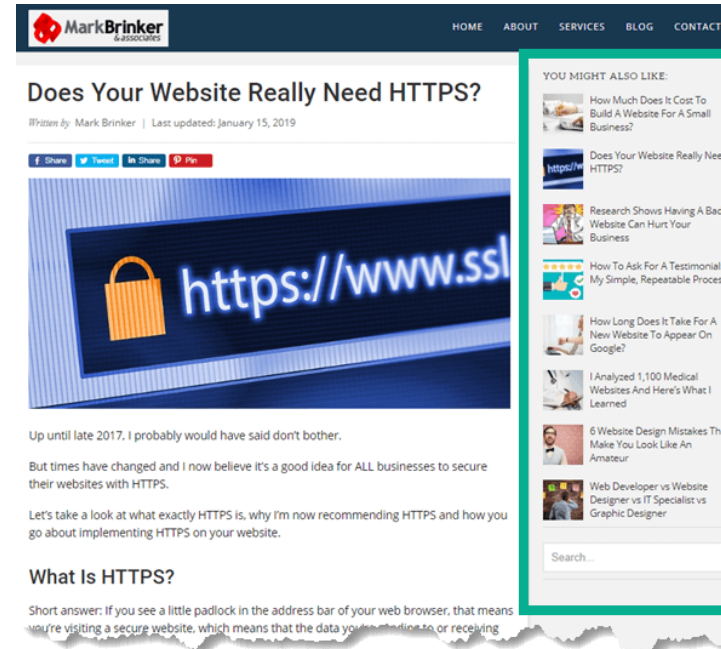 MarkBrinker
& associates
HOME ABOUT SERVICES BLOG CONTACT
Does Your Website Really Need HTTPS?
Written by Mark Brinker | Last updated: January 15, 2019
Share Tweet Share Pin
https://www.ssl
Up until late 2017, I probably would have said don't bother.
But times have changed and I now believe it's a good idea for ALL businesses to secure
their websites with HTTPS.
Let's take a look at what exactly HTTPS is, why I'm now recommending HTTPS and how you
go about implementing HTTPS on your website.
What Is HTTPS?
Short answer: If you see a little padlock in the address bar of your web browser, that means
you're visiting a secure website, which means that the data you're sending to or receiving
YOU MIGHT ALSO LIKE:
How Much Does It Cost To
Build A Website For A Small
Business?
https://w
Does Your Website Really Nee
HTTPS?
Research Shows Having A Bad
Website Can Hurt Your
Business
How To Ask For A Testimonial
My Simple, Repeatable Proces
How Long Does It Take For A
New Website To Appear On
Google?
I Analyzed 1,100 Medical
Websites And Here's What I
Learned
6 Website Design Mistakes Th
Make You Look Like An
Amateur
Web Developer vs Website
Designer vs IT Specialist vs
Graphic Designer
Search...